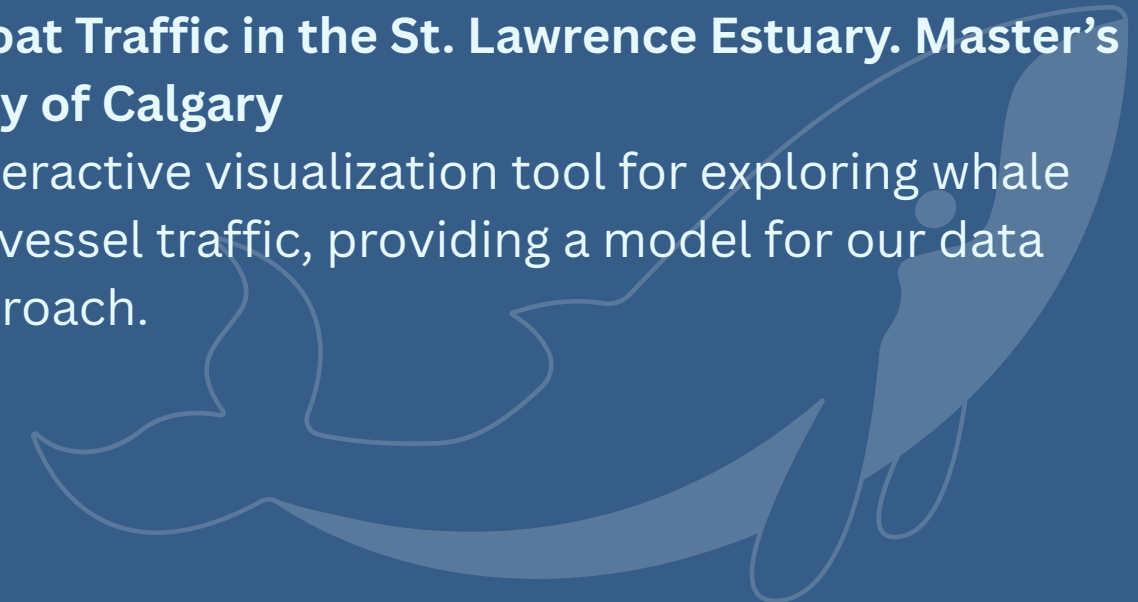 oat Traffic in the St. Lawrence Estuary. Master’s
y of Calgary
eractive visualization tool for exploring whale
vessel traffic, providing a model for our data
roach.